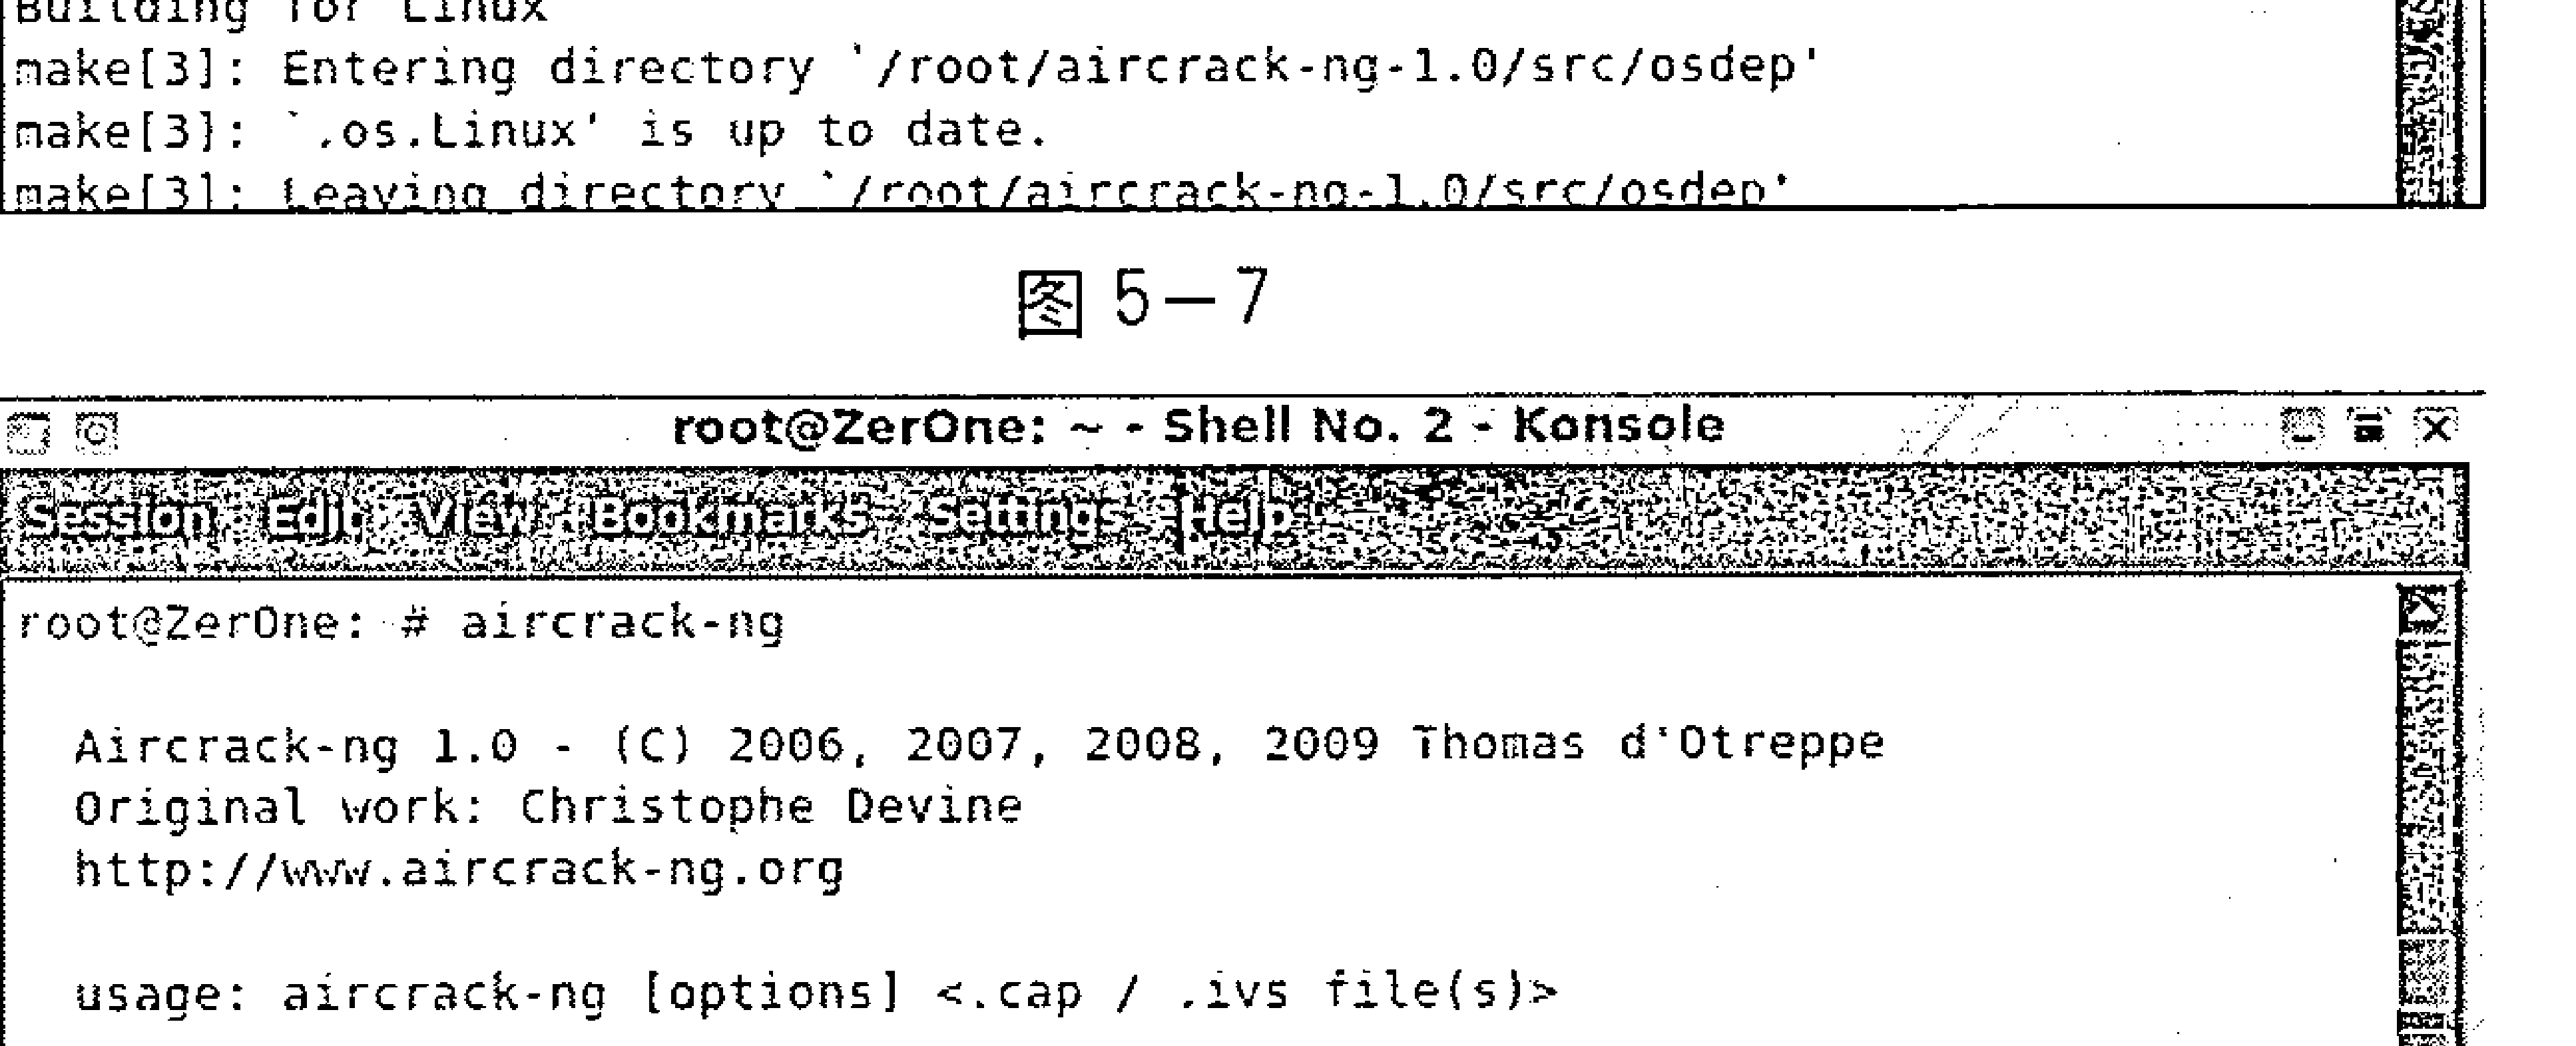 Building for Linux
make[3]: Entering directory `/root/aircrack-ng-1.0/src/osdep'
make[3]: `.os.Linux' is up to date.
make[3]: Leaving directory `/root/aircrack-ng-1.0/src/osdep'
图 5－7
root@ZerOne: ~ - Shell No. 2 - Konsole
Session Edit View Bookmarks Settings Help
root@ZerOne: # aircrack-ng
Aircrack-ng 1.0 - (C) 2006, 2007, 2008, 2009 Thomas d'Otreppe
Original work: Christophe Devine
http://www.aircrack-ng.org
usage: aircrack-ng [options] <.cap / .ivs file(s)>